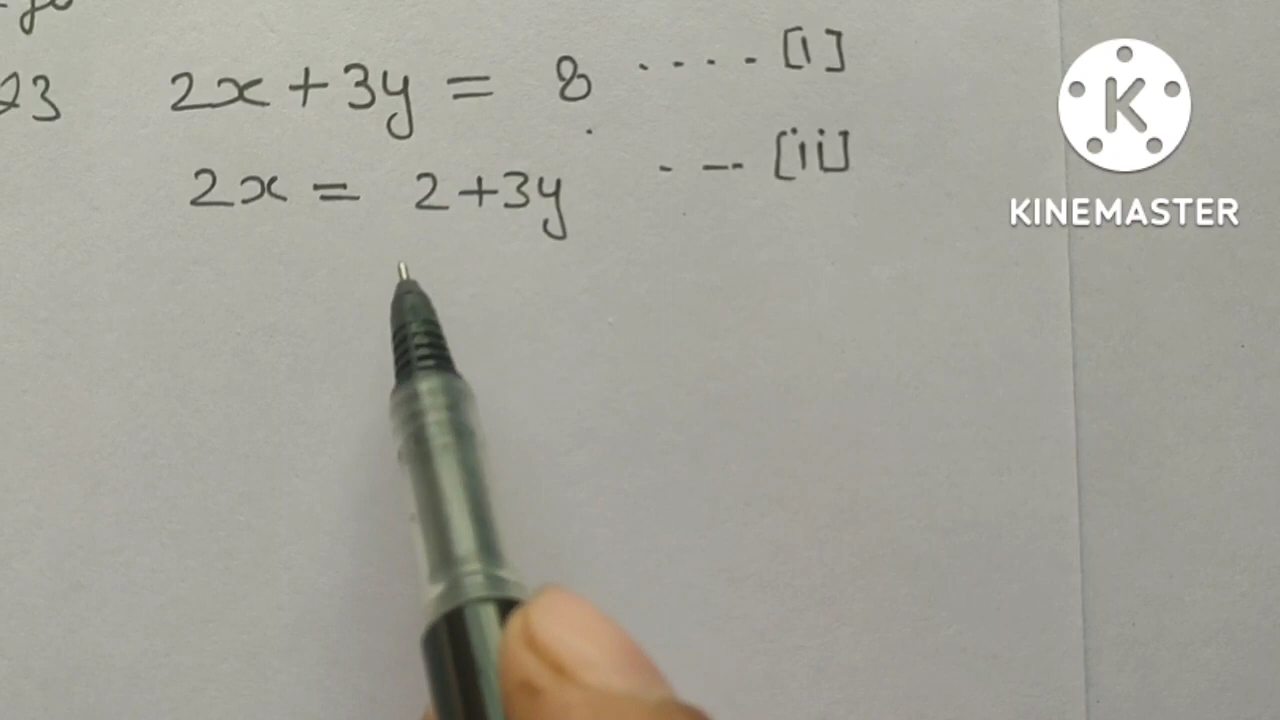 23 2x + 3y = 8 .... [i]
2x = 2 + 3y . -- [ii]
KINEMASTER